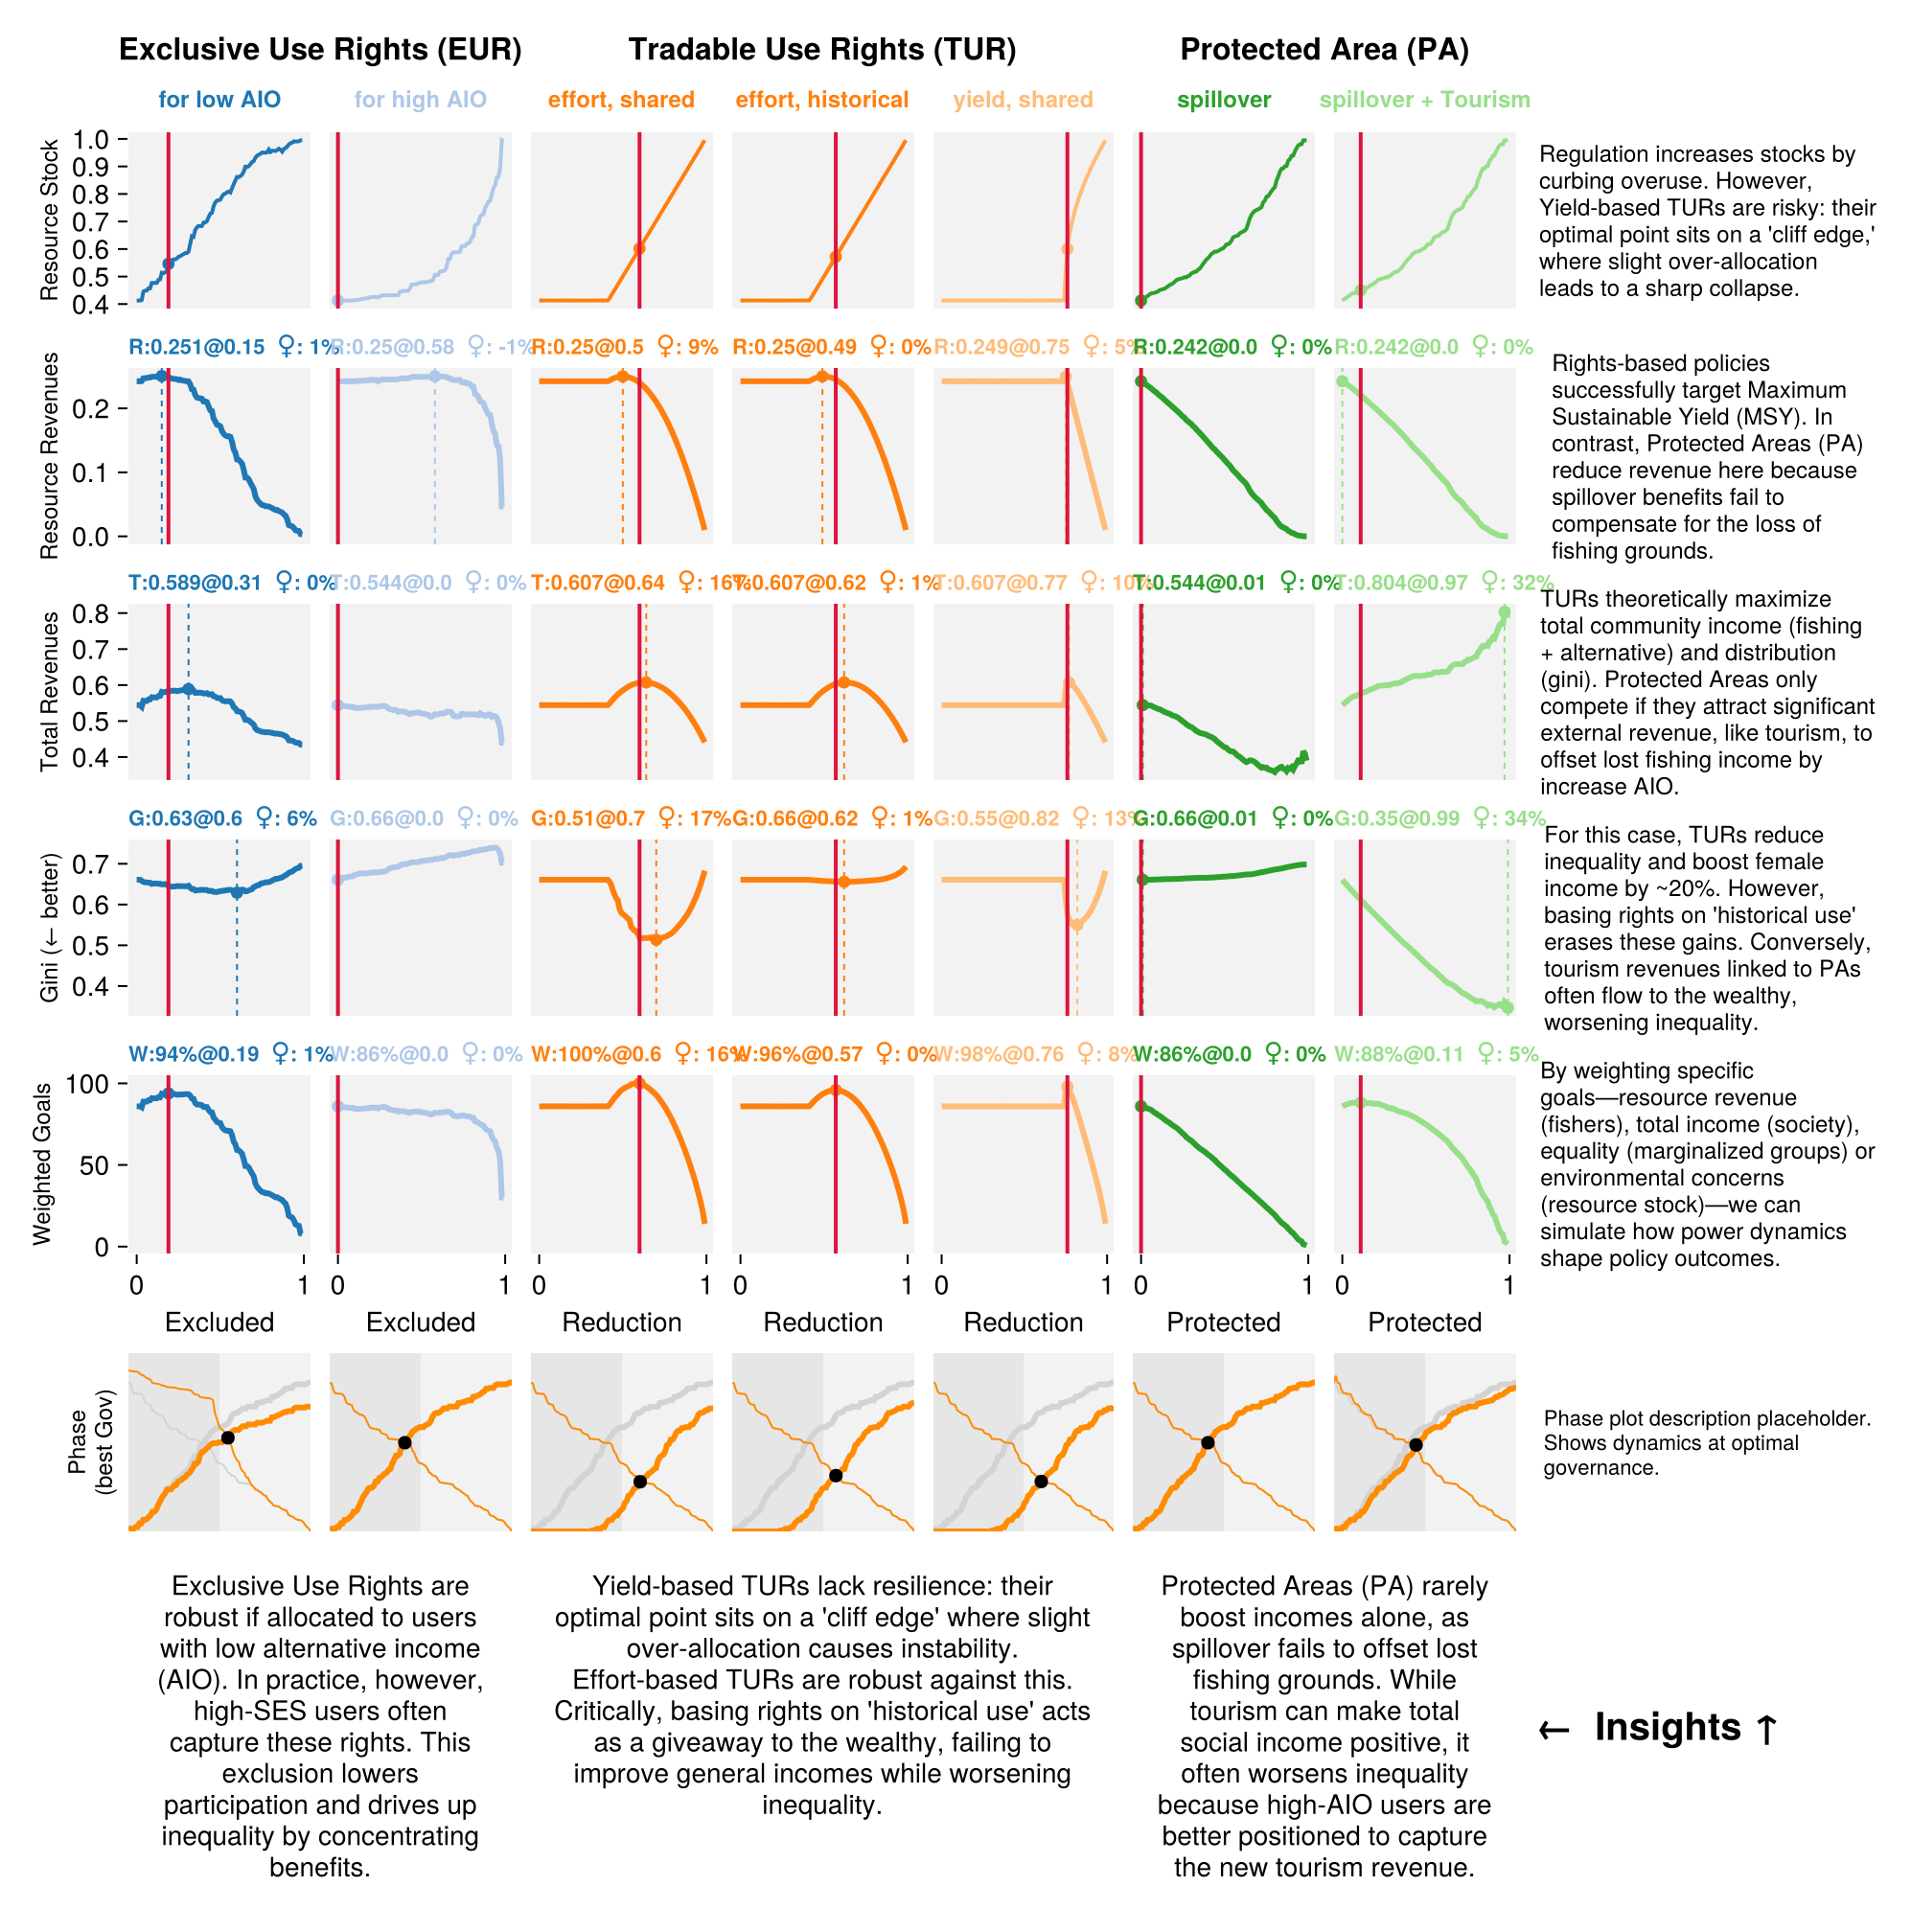 Exclusive Use Rights (EUR)
Tradable Use Rights (TUR)
Protected Area (PA)
for low AIO
for high AIO
effort, shared
effort, historical
yield, shared
spillover
spillover + Tourism
Resource Stock
1.0
0.9
0.8
0.7
0.6
0.5
0.4
Regulation increases stocks by
curbing overuse. However,
Yield-based TURs are risky: their
optimal point sits on a 'cliff edge,'
where slight over-allocation
leads to a sharp collapse.
R:0.251@0.15 ♀: 1%
R:0.25@0.58 ♀: -1%
R:0.25@0.5 ♀: 9%
R:0.25@0.49 ♀: 0%
R:0.249@0.75 ♀: 5%
R:0.242@0.0 ♀: 0%
R:0.242@0.0 ♀: 0%
Resource Revenues
0.2
0.1
0.0
Rights-based policies
successfully target Maximum
Sustainable Yield (MSY). In
contrast, Protected Areas (PA)
reduce revenue here because
spillover benefits fail to
compensate for the loss of
fishing grounds.
T:0.589@0.31 ♀: 0%
T:0.544@0.0 ♀: 0%
T:0.607@0.64 ♀: 16%
T:0.607@0.62 ♀: 1%
T:0.607@0.77 ♀: 10%
T:0.544@0.01 ♀: 0%
T:0.804@0.97 ♀: 32%
Total Revenues
0.8
0.7
0.6
0.5
0.4
TURs theoretically maximize
total community income (fishing
+ alternative) and distribution
(gini). Protected Areas only
compete if they attract significant
external revenue, like tourism, to
offset lost fishing income by
increase AIO.
G:0.63@0.6 ♀: 6%
G:0.66@0.0 ♀: 0%
G:0.51@0.7 ♀: 17%
G:0.66@0.62 ♀: 1%
G:0.55@0.82 ♀: 13%
G:0.66@0.01 ♀: 0%
G:0.35@0.99 ♀: 34%
Gini (← better)
0.7
0.6
0.5
0.4
For this case, TURs reduce
inequality and boost female
income by ~20%. However,
basing rights on 'historical use'
erases these gains. Conversely,
tourism revenues linked to PAs
often flow to the wealthy,
worsening inequality.
W:94%@0.19 ♀: 1%
W:86%@0.0 ♀: 0%
W:100%@0.6 ♀: 16%
W:96%@0.57 ♀: 0%
W:98%@0.76 ♀: 8%
W:86%@0.0 ♀: 0%
W:88%@0.11 ♀: 5%
Weighted Goals
100
50
0
By weighting specific
goals—resource revenue
(fishers), total income (society),
equality (marginalized groups) or
environmental concerns
(resource stock)—we can
simulate how power dynamics
shape policy outcomes.
0 1
0 1
0 1
0 1
0 1
0 1
0 1
Excluded
Excluded
Reduction
Reduction
Reduction
Protected
Protected
Phase
(best Gov)
Phase plot description placeholder.
Shows dynamics at optimal
governance.
Exclusive Use Rights are
robust if allocated to users
with low alternative income
(AIO). In practice, however,
high-SES users often
capture these rights. This
exclusion lowers
participation and drives up
inequality by concentrating
benefits.
Yield-based TURs lack resilience: their
optimal point sits on a 'cliff edge' where slight
over-allocation causes instability.
Effort-based TURs are robust against this.
Critically, basing rights on 'historical use' acts
as a giveaway to the wealthy, failing to
improve general incomes while worsening
inequality.
Protected Areas (PA) rarely
boost incomes alone, as
spillover fails to offset lost
fishing grounds. While
tourism can make total
social income positive, it
often worsens inequality
because high-AIO users are
better positioned to capture
the new tourism revenue.
← Insights ↑